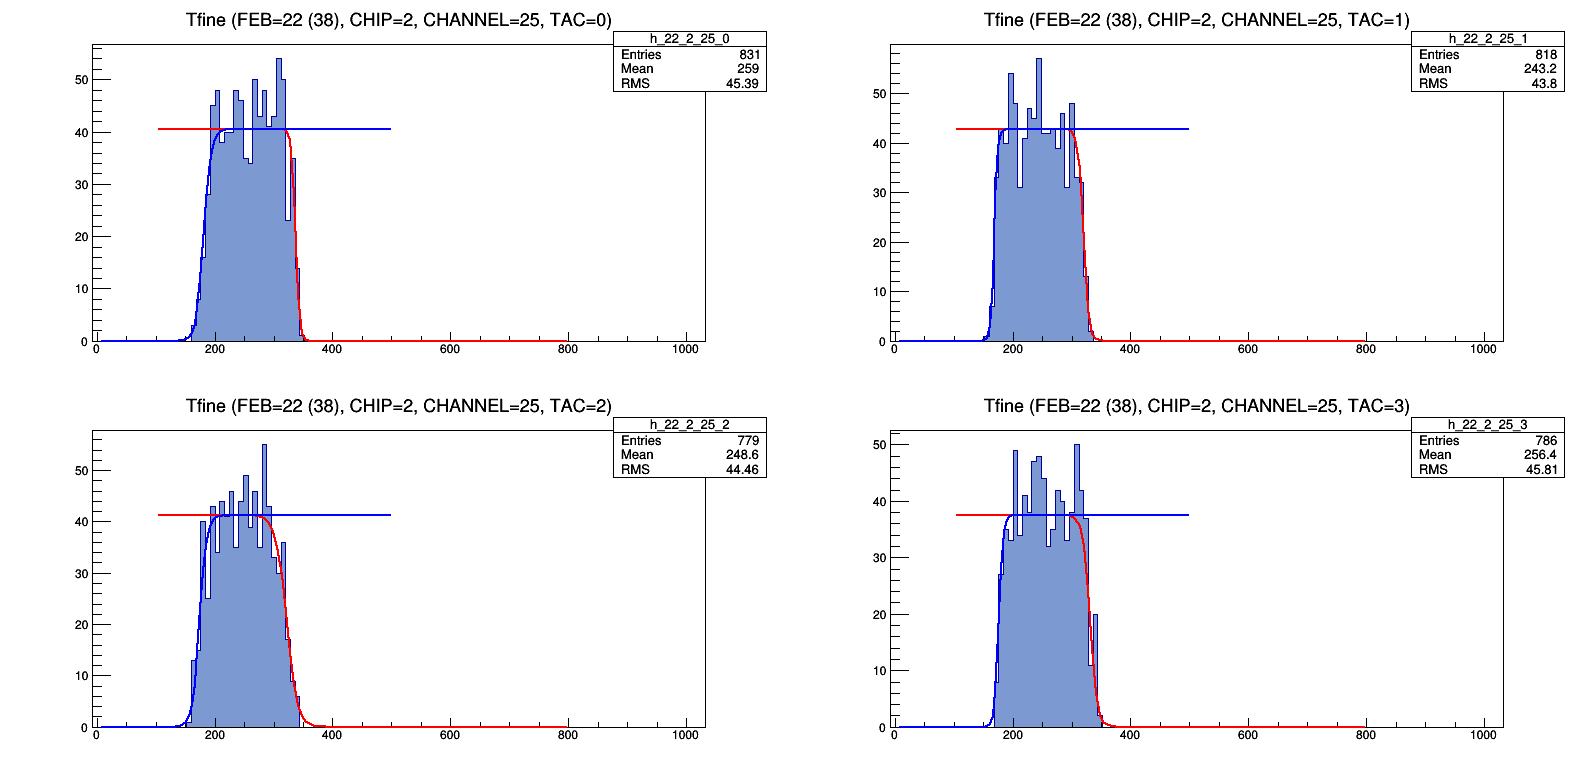 Tfine (FEB=22 (38), CHIP=2, CHANNEL=25, TAC=0)
h_22_2_25_0
Entries 831
Mean 259
RMS 45.39
50
40
30
20
10
0
0 200 400 600 800 1000
Tfine (FEB=22 (38), CHIP=2, CHANNEL=25, TAC=1)
h_22_2_25_1
Entries 818
Mean 243.2
RMS 43.8
50
40
30
20
10
0
0 200 400 600 800 1000
Tfine (FEB=22 (38), CHIP=2, CHANNEL=25, TAC=2)
h_22_2_25_2
Entries 779
Mean 248.6
RMS 44.46
50
40
30
20
10
0
0 200 400 600 800 1000
Tfine (FEB=22 (38), CHIP=2, CHANNEL=25, TAC=3)
h_22_2_25_3
Entries 786
Mean 256.4
RMS 45.81
50
40
30
20
10
0
0 200 400 600 800 1000